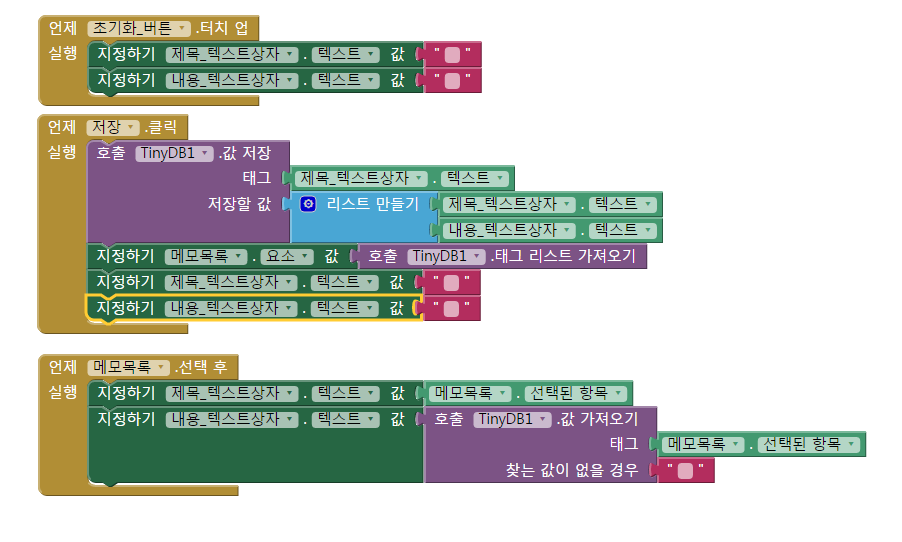 언제 초기화_버튼 .터치 업
실행 지정하기 제목_텍스트상자 . 텍스트 값 " "
지정하기 내용_텍스트상자 . 텍스트 값 " "
언제 저장 .클릭
실행 호출 TinyDB1 .값 저장
태그 제목_텍스트상자 . 텍스트
저장할 값 리스트 만들기 제목_텍스트상자 . 텍스트
내용_텍스트상자 . 텍스트
지정하기 메모목록 . 요소 값 호출 TinyDB1 .태그 리스트 가져오기
지정하기 제목_텍스트상자 . 텍스트 값 " "
지정하기 내용_텍스트상자 . 텍스트 값 " "
언제 메모목록 .선택 후
실행 지정하기 제목_텍스트상자 . 텍스트 값 메모목록 . 선택된 항목
지정하기 내용_텍스트상자 . 텍스트 값 호출 TinyDB1 .값 가져오기
태그 메모목록 . 선택된 항목
찾는 값이 없을 경우 " "